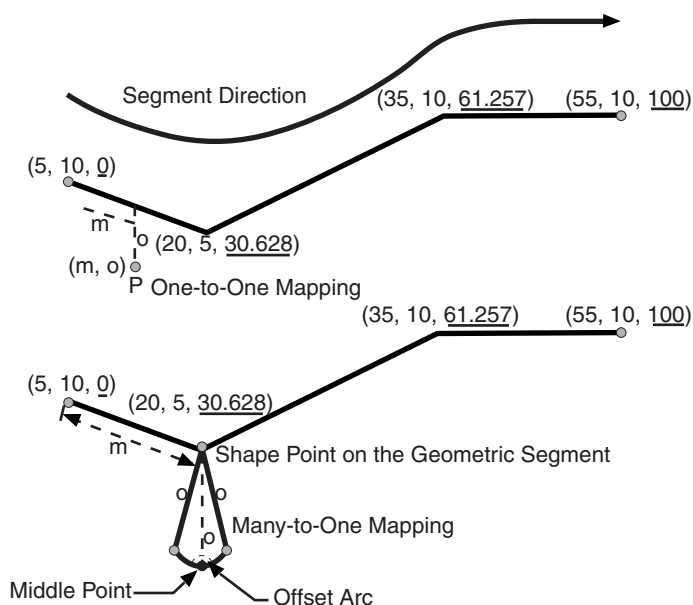 Segment Direction
(35, 10, 61.257) (55, 10, 100)
(5, 10, 0)
m
o (20, 5, 30.628)
(m, o)
P One-to-One Mapping
(35, 10, 61.257) (55, 10, 100)
(5, 10, 0) (20, 5, 30.628)
m
Shape Point on the Geometric Segment
o o
Many-to-One Mapping
o
Middle Point Offset Arc